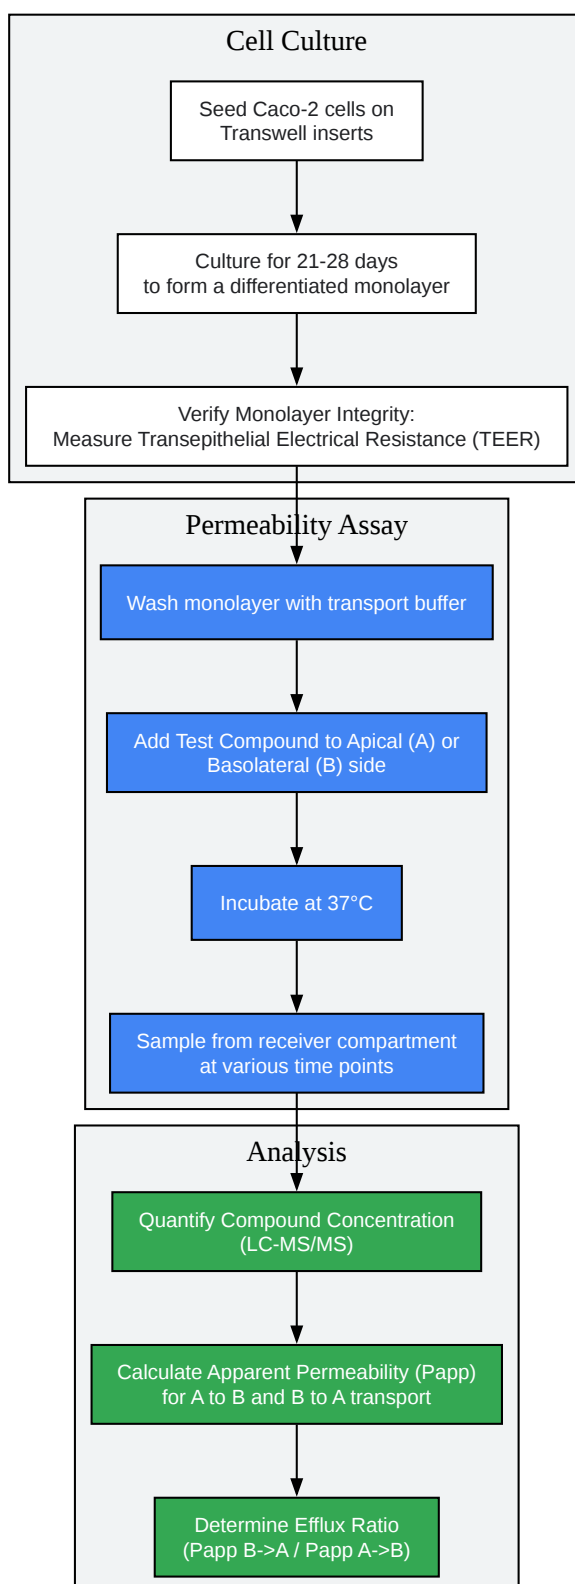 Cell Culture
Seed Caco-2 cells on
Transwell inserts
Culture for 21-28 days
to form a differentiated monolayer
Verify Monolayer Integrity:
Measure Transepithelial Electrical Resistance (TEER)
Permeability Assay
Wash monolayer with transport buffer
Add Test Compound to Apical (A) or
Basolateral (B) side
Incubate at 37°C
Sample from receiver compartment
at various time points
Analysis
Quantify Compound Concentration
(LC-MS/MS)
Calculate Apparent Permeability (Papp)
for A to B and B to A transport
Determine Efflux Ratio
(Papp B->A / Papp A->B)